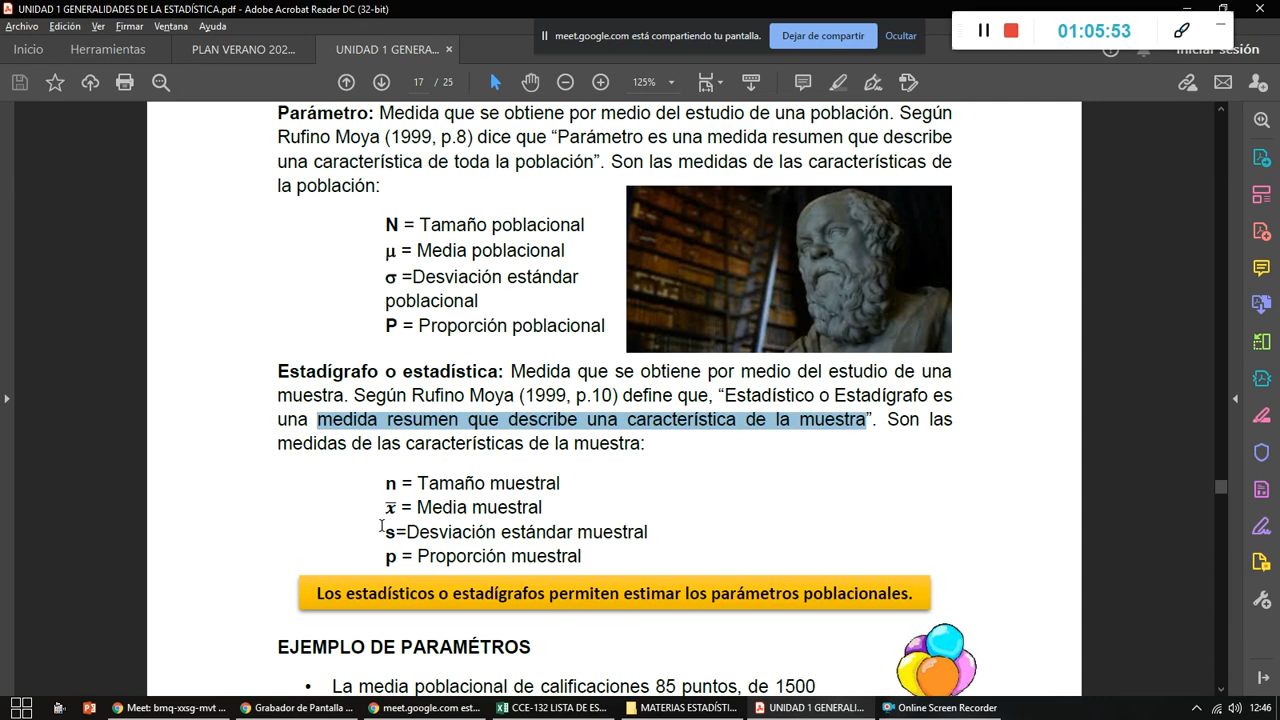 UNIDAD 1 GENERALIDADES DE LA ESTADÍSTICA.pdf - Adobe Acrobat Reader DC (32-bit)
Archivo Edición Ver Firmar Ventana Ayuda
meet.google.com está compartiendo tu pantalla.
Dejar de compartir
Ocultar
01:05:53
Inicio
Herramientas
PLAN VERANO 202...
UNIDAD 1 GENERA...
Iniciar sesión
17 / 25
125%
Parámetro: Medida que se obtiene por medio del estudio de una población. Según
Rufino Moya (1999, p.8) dice que “Parámetro es una medida resumen que describe
una característica de toda la población”. Son las medidas de las características de
la población:
N = Tamaño poblacional
μ = Media poblacional
σ =Desviación estándar
poblacional
P = Proporción poblacional
Estadígrafo o estadística: Medida que se obtiene por medio del estudio de una
muestra. Según Rufino Moya (1999, p.10) define que, “Estadístico o Estadígrafo es
una medida resumen que describe una característica de la muestra”. Son las
medidas de las características de la muestra:
n = Tamaño muestral
x̅ = Media muestral
s=Desviación estándar muestral
p = Proporción muestral
Los estadísticos o estadígrafos permiten estimar los parámetros poblacionales.
EJEMPLO DE PARAMÉTROS
• La media poblacional de calificaciones 85 puntos, de 1500
Meet: bmq-xxsg-mvt ...
Grabador de Pantalla ...
meet.google.com est...
CCE-132 LISTA DE ES...
MATERIAS ESTADÍSTI...
UNIDAD 1 GENERALI...
Online Screen Recorder
12:46